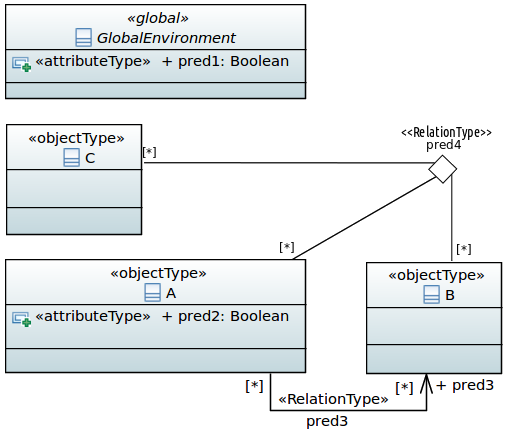 «global»
GlobalEnvironment
«attributeType» + pred1: Boolean
<<RelationType>>
pred4
«objectType»
C
[*]
[*]
[*]
«objectType»
A
«attributeType» + pred2: Boolean
«objectType»
B
[*]
«RelationType»
[*]
+ pred3
pred3